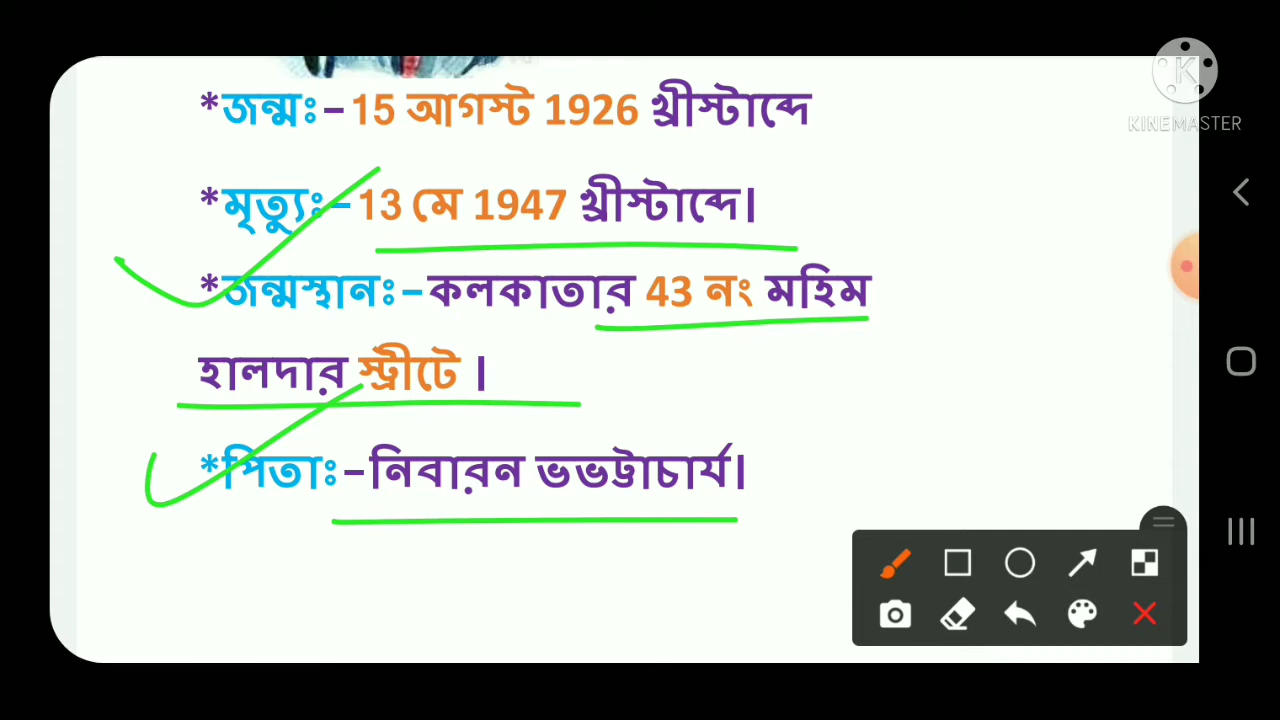 KINEMASTER
*জন্মঃ-15 আগস্ট 1926 খ্রীস্টাব্দে
*মৃত্যুঃ-13 মে 1947 খ্রীস্টাব্দে।
*জন্মস্থানঃ-কলকাতার 43 নং মহিম
হালদার স্ট্রীটে ।
*পিতাঃ-নিবারন ভভট্টাচার্য।